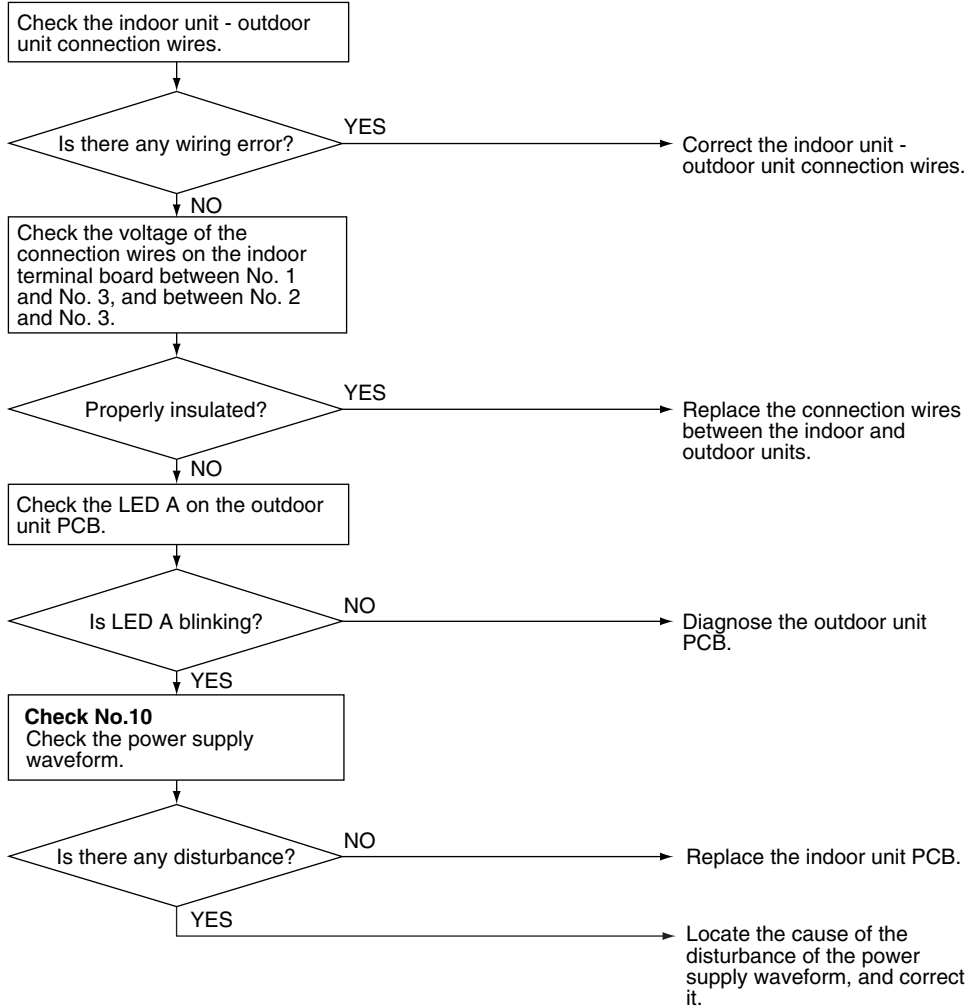 Check the indoor unit - outdoor
unit connection wires.
Is there any wiring error?
YES
Correct the indoor unit -
outdoor unit connection wires.
NO
Check the voltage of the
connection wires on the indoor
terminal board between No. 1
and No. 3, and between No. 2
and No. 3.
Properly insulated?
YES
Replace the connection wires
between the indoor and
outdoor units.
NO
Check the LED A on the outdoor
unit PCB.
Is LED A blinking?
NO
Diagnose the outdoor unit
PCB.
YES
Check No.10
Check the power supply
waveform.
Is there any disturbance?
NO
Replace the indoor unit PCB.
YES
Locate the cause of the
disturbance of the power
supply waveform, and correct
it.